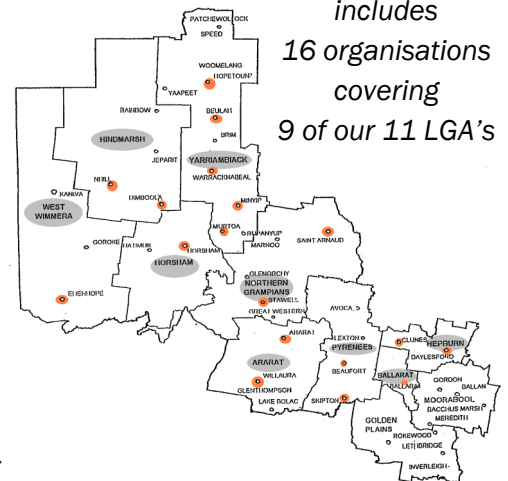 includes
16 organisations
covering
9 of our 11 LGA's
PATCHEWOLLOCK
SPEED
WOOMELANG
HOPETOUN
YAAPEET
RAINBOW
BEULAH
BRIM
HINDMARSH
JEPARIT
YARRIAMBIACK
WARRACKNABEAL
NHILL
DIMBOOLA
MINYIP
KANIVA
WEST
WIMMERA
MURTOA
RUPANYUP
MARNOO
SAINT ARNAUD
GOROKE
NATIMUK
HORSHAM
HORSHAM
GLENORCHY
NORTHERN
GRAMPIANS
STAWELL
GREAT WESTERN
EDENHOPE
AVOCA
ARARAT
LEXTON
PYRENEES
CLUNES
HEPBURN
DAYLESFORD
ARARAT
WILLAURA
BEAUFORT
BALLARAT
BALLARAT
GORDON
BALLAN
GLENTHOMPSON
SKIPTON
MOORABOOL
LAKE BOLAC
BACCHUS MARSH
MEREDITH
GOLDEN
PLAINS
ROKEWOOD
LETHBRIDGE
INVERLEIGH